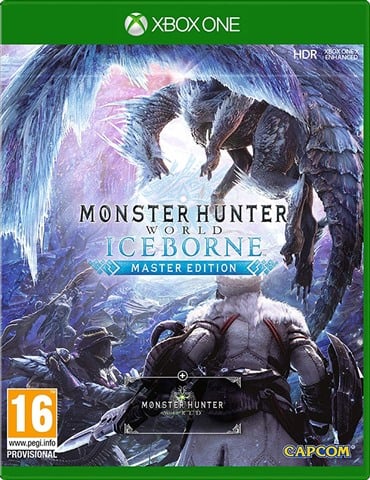 XBOX ONE
HDR
XBOX ONE X
ENHANCED
MONSTER HUNTER
WORLD
ICEBORNE
MASTER EDITION
+
MONSTER HUNTER
WORLD
16
www.pegi.info
PROVISIONAL
CAPCOM